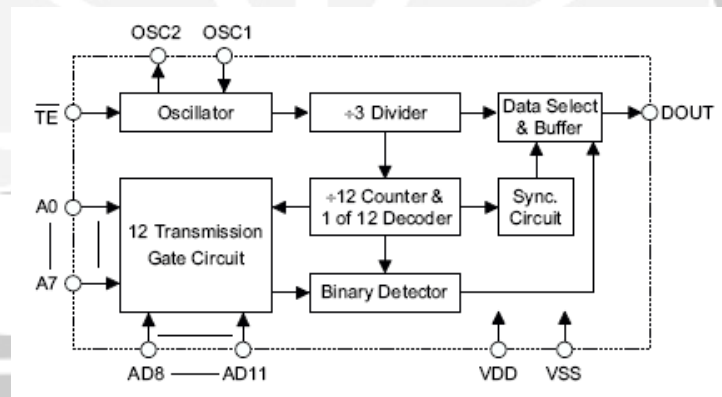 OSC2 OSC1
TE
Oscillator
÷3 Divider
Data Select
& Buffer
DOUT
A0
A7
12 Transmission
Gate Circuit
÷12 Counter &
1 of 12 Decoder
Sync.
Circuit
Binary Detector
AD8 AD11 VDD VSS